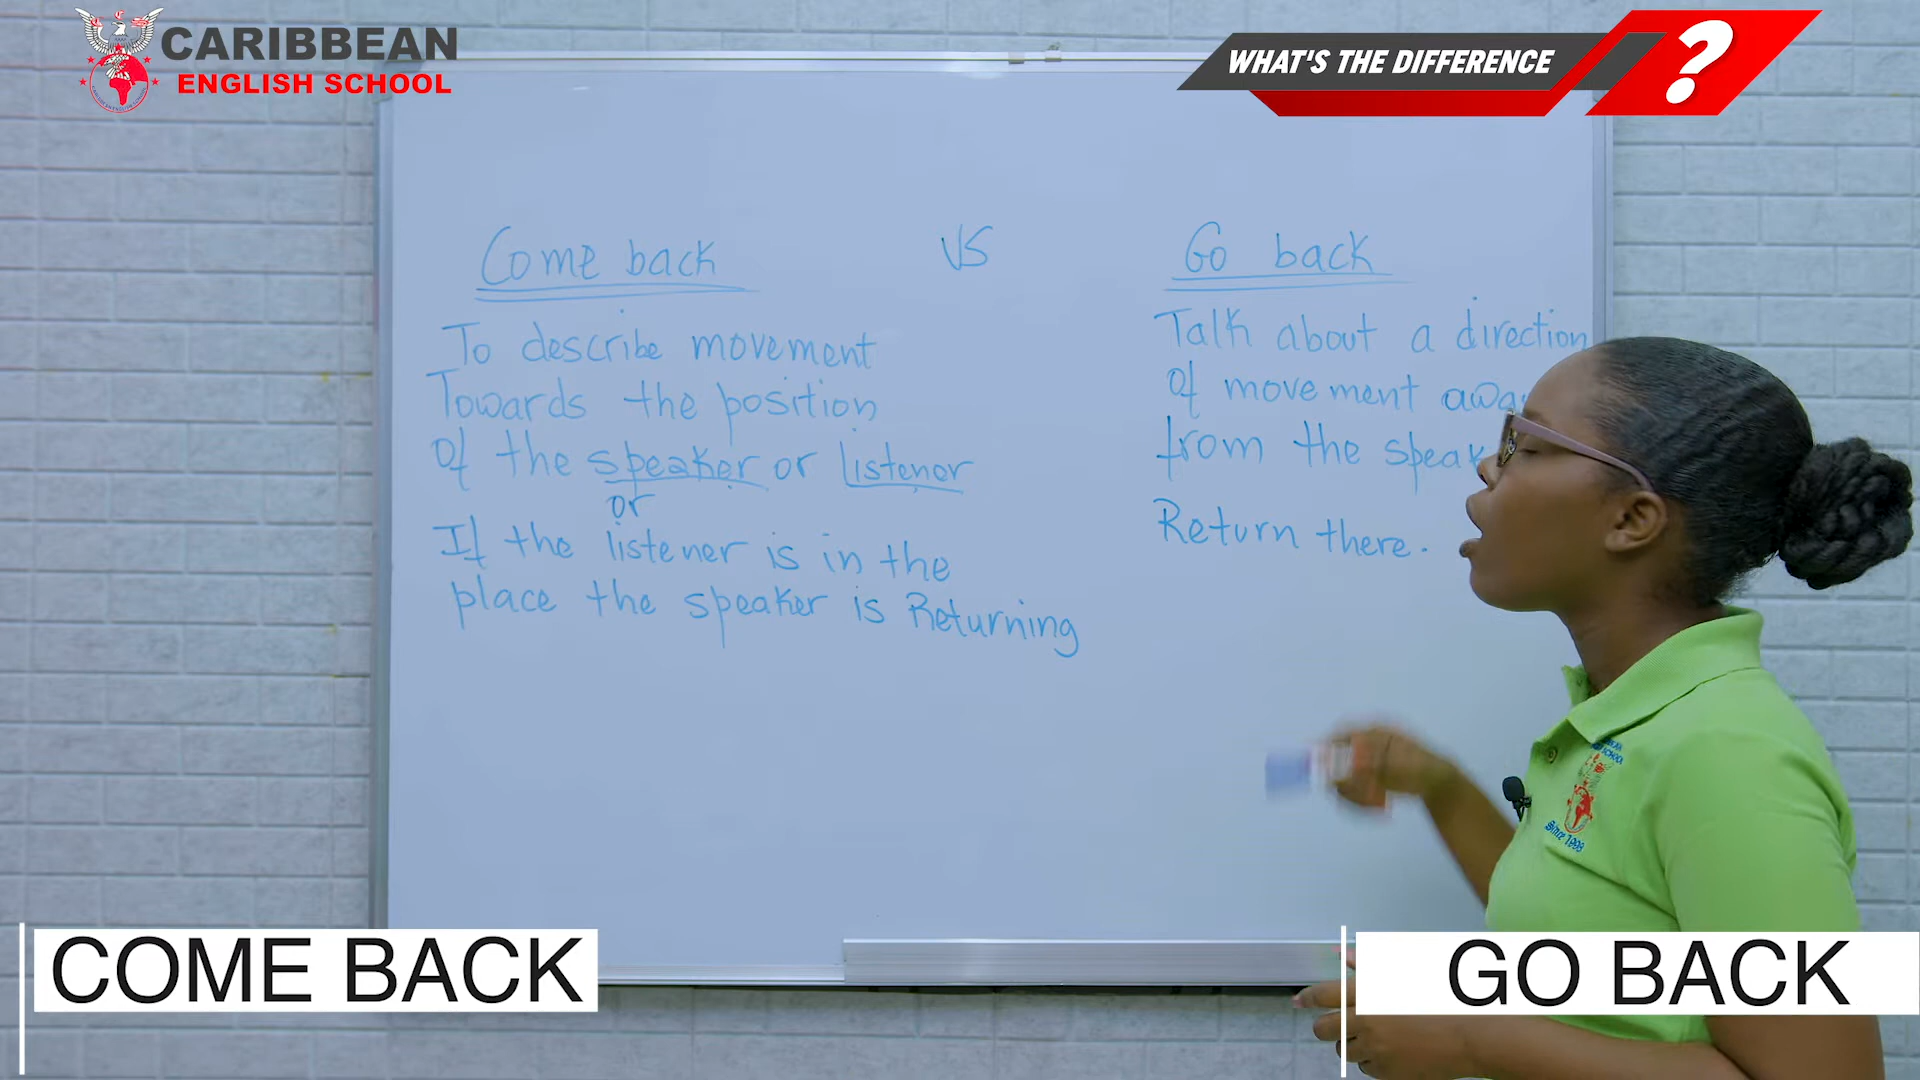 CARIBBEAN
ENGLISH SCHOOL
WHAT'S THE DIFFERENCE
?
Come back
VS
Go back
To describe movement
Towards the position
of the speaker or listener
or
If the listener is in the
place the speaker is Returning
Talk about a direction
of movement
from the
Return there.
Since 1998
COME BACK
GO BACK